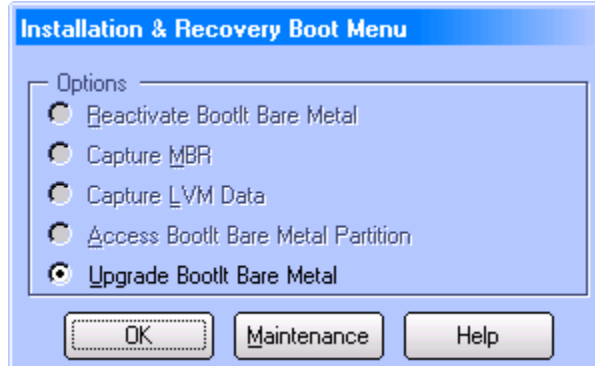 Installation & Recovery Boot Menu
Options
Reactivate BootIt Bare Metal
Capture MBR
Capture LVM Data
Access BootIt Bare Metal Partition
Upgrade BootIt Bare Metal
OK Maintenance Help